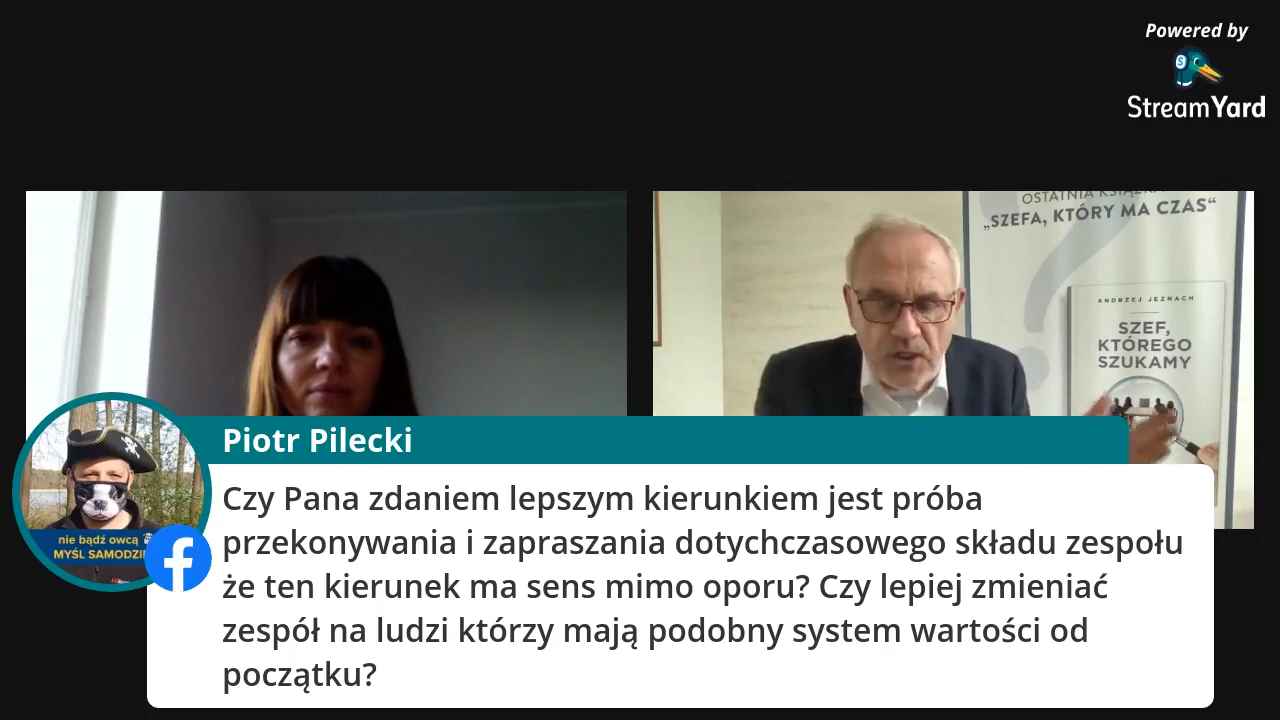 Powered by
StreamYard
OSTATNIA KSIĄŻKA
„SZEFA, KTÓRY MA CZAS“
ANDRZEJ JEZNACH
SZEF,
KTÓREGO
SZUKAMY
Piotr Pilecki
nie bądź owcą
MYŚL
Czy Pana zdaniem lepszym kierunkiem jest próba
przekonywania i zapraszania dotychczasowego składu zespołu
że ten kierunek ma sens mimo oporu? Czy lepiej zmieniać
zespół na ludzi którzy mają podobny system wartości od
początku?